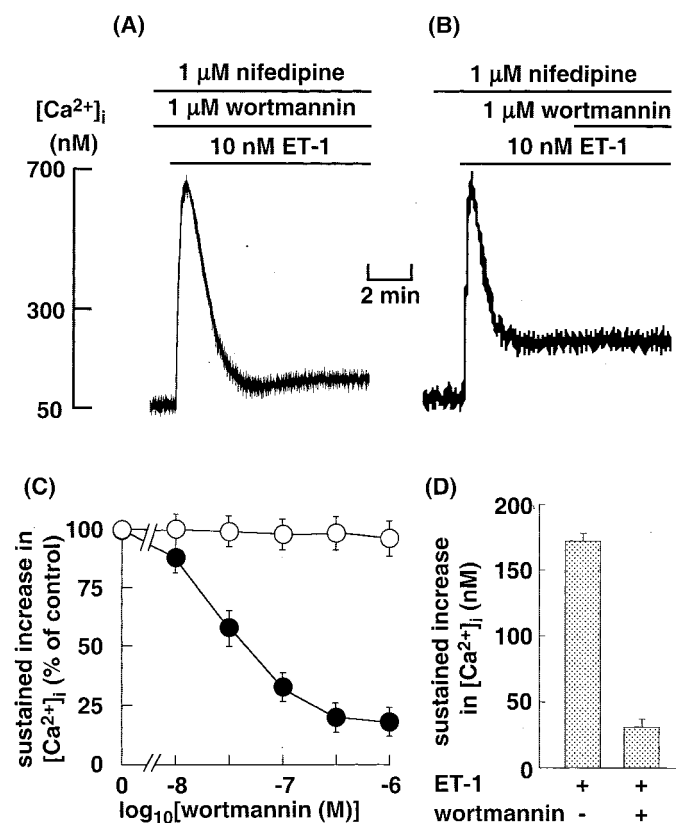 (A)
1 μM nifedipine
1 μM wortmannin
10 nM ET-1
[Ca2+]i
(nM)
700
300
50
2 min
(B)
1 μM nifedipine
1 μM wortmannin
10 nM ET-1
(C)
sustained increase in
[Ca2+]i (% of control)
100
75
50
25
0
0
-8
-7
-6
log10[wortmannin (M)]
(D)
sustained increase
in [Ca2+]i (nM)
200
150
100
50
0
ET-1 + +
wortmannin - +